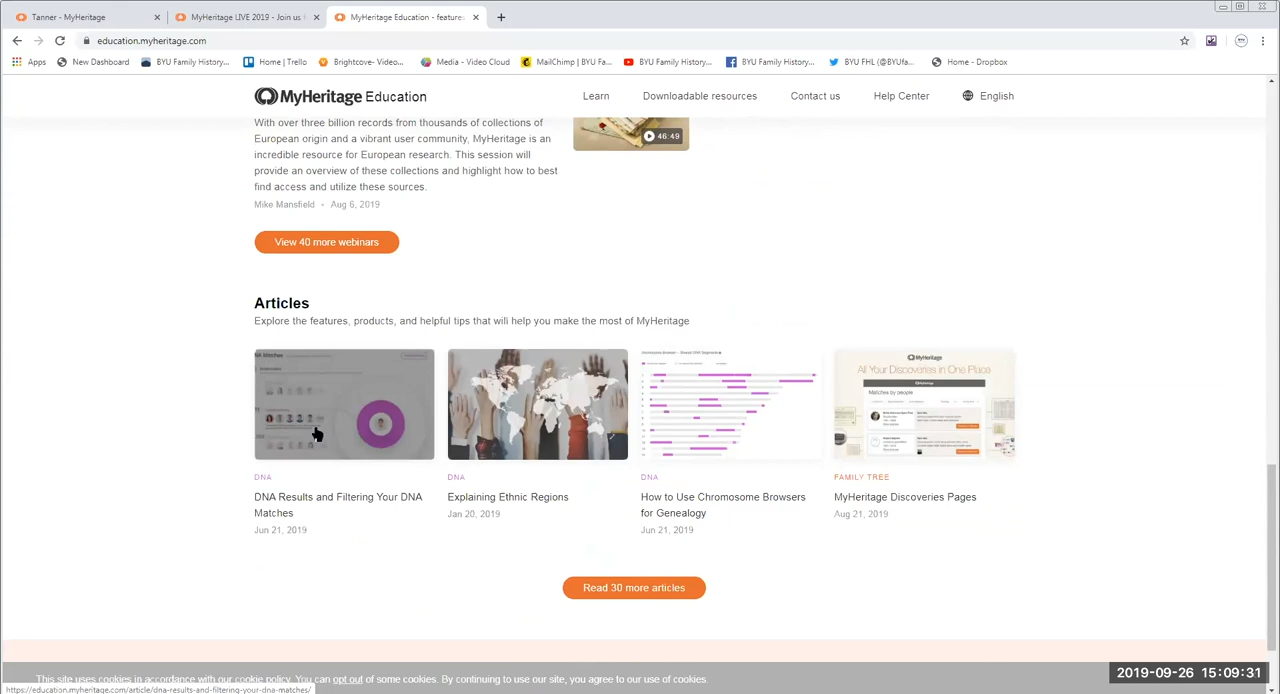 Tanner - MyHeritage
MyHeritage LIVE 2019 - Join us
MyHeritage Education - feature
education.myheritage.com
Apps
New Dashboard
BYU Family History...
Home | Trello
Brightcove- Video...
Media - Video Cloud
MailChimp | BYU Fa...
BYU Family History...
BYU Family History...
BYU FHL (@BYUfa...
Home - Dropbox
MyHeritage Education
Learn
Downloadable resources
Contact us
Help Center
English
With over three billion records from thousands of collections of
European origin and a vibrant user community, MyHeritage is an
incredible resource for European research. This session will
provide an overview of these collections and highlight how to best
find access and utilize these sources.
Mike Mansfield • Aug 6, 2019
46:49
View 40 more webinars
Articles
Explore the features, products, and helpful tips that will help you make the most of MyHeritage
MyHeritage
All Your Discoveries in One Place
Matches by people
DNA
DNA Results and Filtering Your DNA
Matches
Jun 21, 2019
DNA
Explaining Ethnic Regions
Jan 20, 2019
DNA
How to Use Chromosome Browsers
for Genealogy
Jun 21, 2019
FAMILY TREE
MyHeritage Discoveries Pages
Aug 21, 2019
Read 30 more articles
This site uses cookies in accordance with our cookie policy. You can opt out of some cookies. By continuing to use our site, you agree to our use of cookies.
https://education.myheritage.com/article/dna-results-and-filtering-your-dna-matches/
2019-09-26 15:09:31